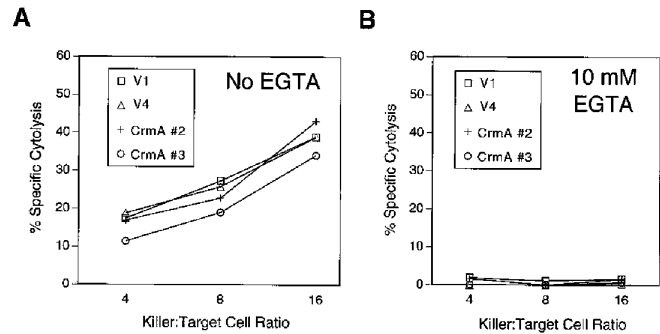 A
60
50
40
30
20
10
0
% Specific Cytolysis
V1
V4
CrmA #2
CrmA #3
No EGTA
4 8 16
Killer:Target Cell Ratio
B
60
50
40
30
20
10
0
% Specific Cytolysis
V1
V4
CrmA #2
CrmA #3
10 mM
EGTA
4 8 16
Killer:Target Cell Ratio